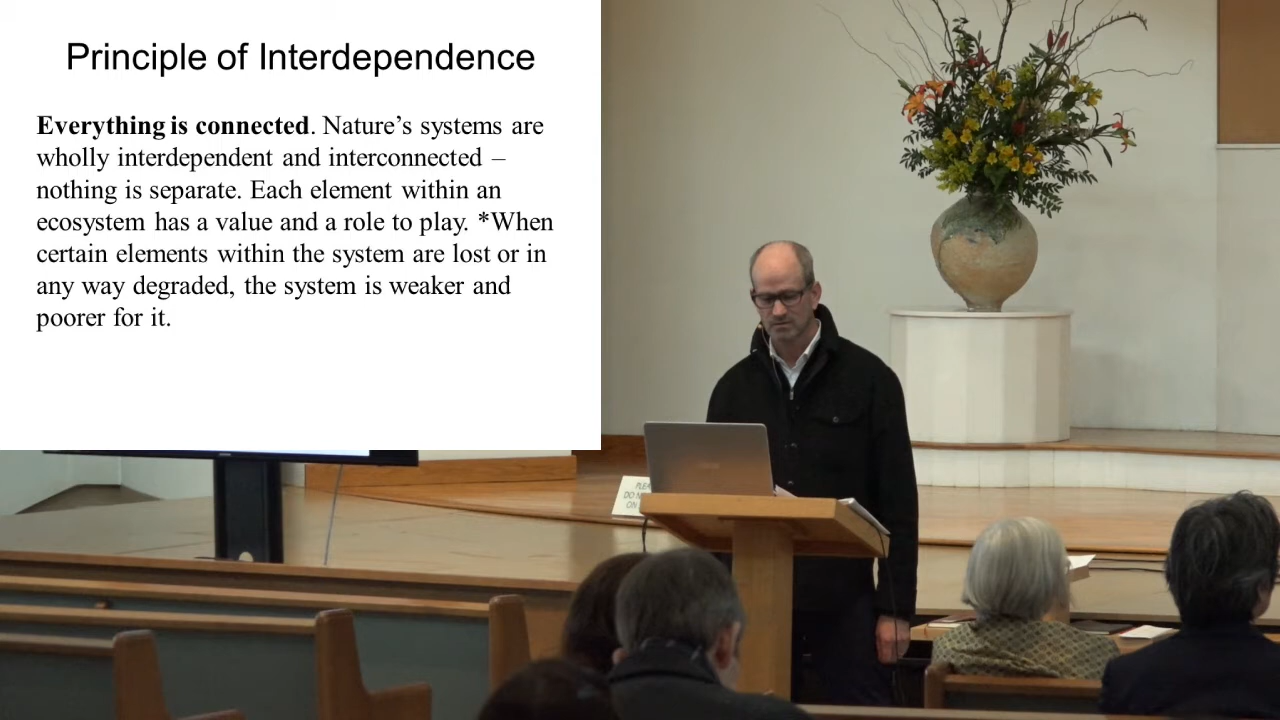 Principle of Interdependence
Everything is connected. Nature’s systems are
wholly interdependent and interconnected –
nothing is separate. Each element within an
ecosystem has a value and a role to play. *When
certain elements within the system are lost or in
any way degraded, the system is weaker and
poorer for it.
ON